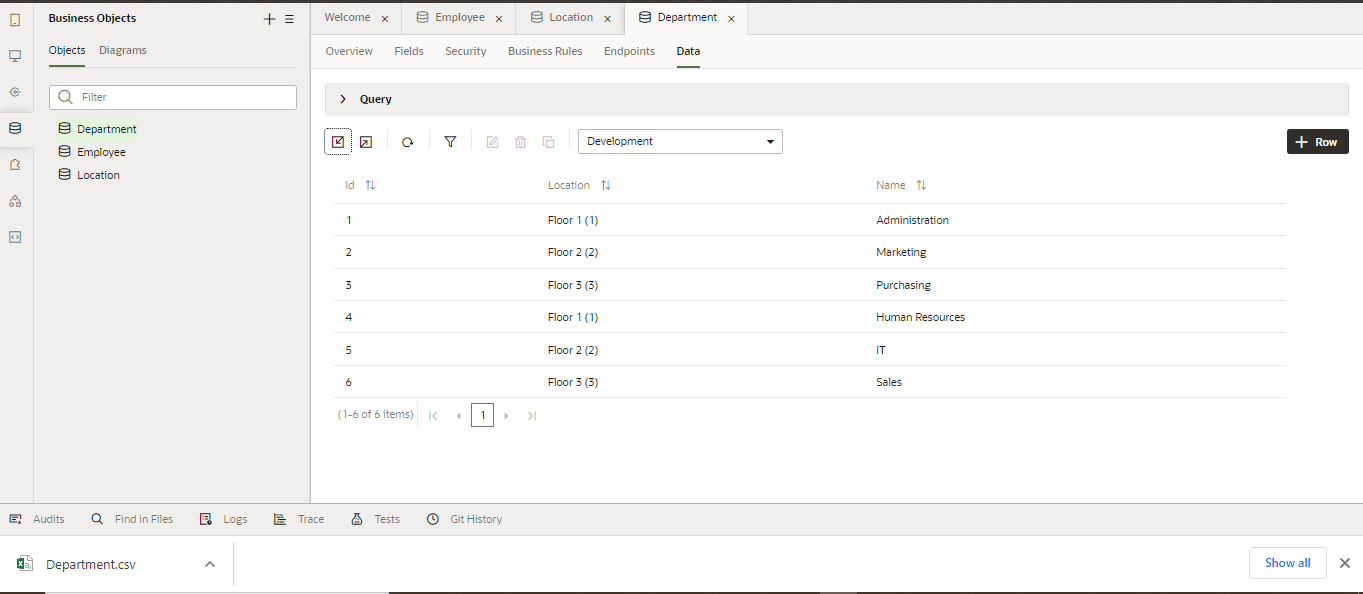 Business Objects
Welcome
Employee
Location
Department
Objects Diagrams
Overview Fields Security Business Rules Endpoints Data
Filter
Department
Employee
Location
Query
Development
Row
Id Location Name
1 Floor 1 (1) Administration
2 Floor 2 (2) Marketing
3 Floor 3 (3) Purchasing
4 Floor 1 (1) Human Resources
5 Floor 2 (2) IT
6 Floor 3 (3) Sales
(1-6 of 6 items) 1
Audits Find in Files Logs Trace Tests Git History
Department.csv
Show all